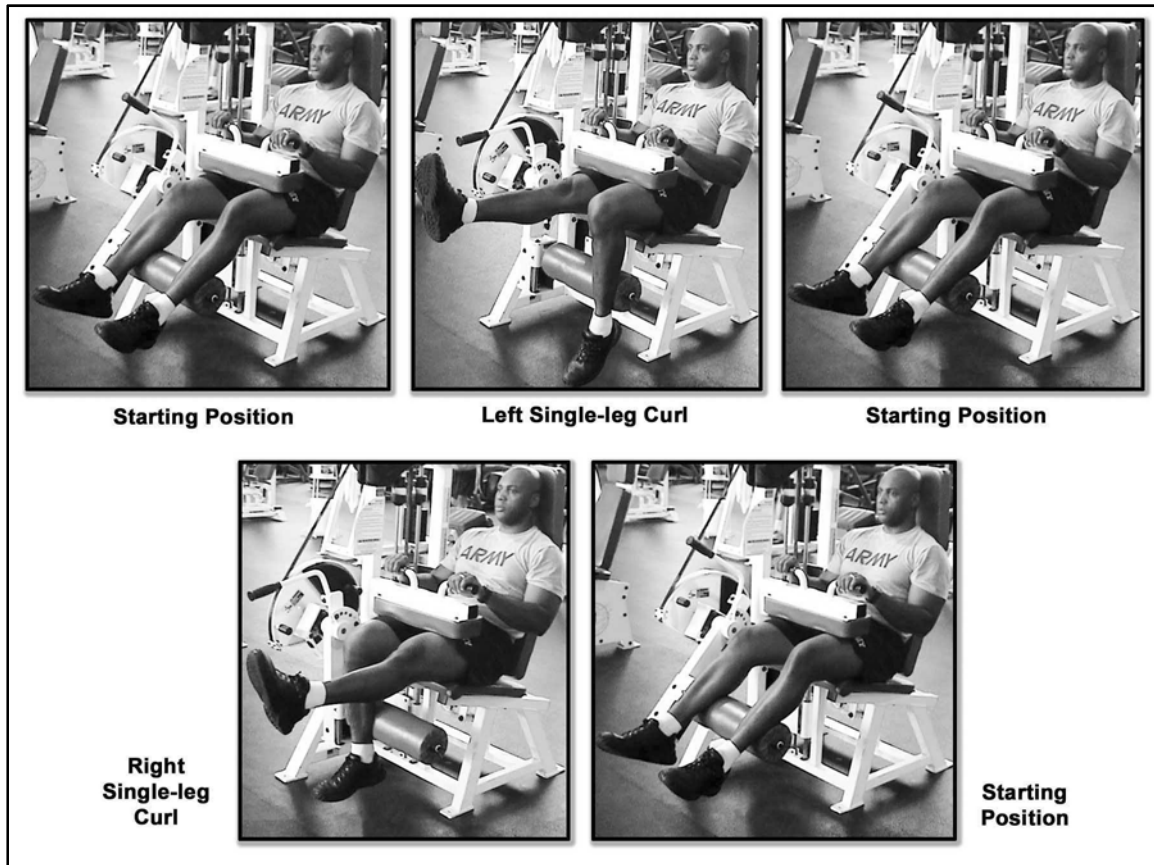 ARMY
ARMY
ARMY
Starting Position
Left Single-leg Curl
Starting Position
ARMY
ARMY
Right
Single-leg
Curl
Starting
Position